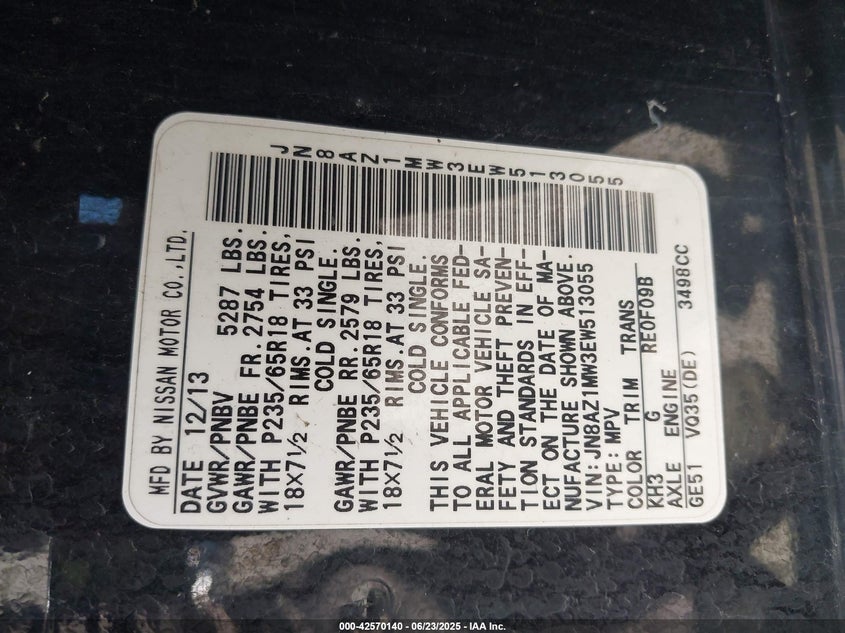 MFD BY NISSAN MOTOR CO.,LTD.
DATE 12/13
GVWR/PNBV 5287 LBS.
GAWR/PNBE FR. 2754 LBS.
WITH P235/65R18 TIRES,
18×7½ RIMS.AT 33 PSI
COLD SINGLE.
GAWR/PNBE RR. 2579 LBS.
WITH P235/65R18 TIRES,
18×7½ RIMS.AT 33 PSI
COLD SINGLE.
THIS VEHICLE CONFORMS
TO ALL APPLICABLE FED-
ERAL MOTOR VEHICLE SA-
FETY AND THEFT PREVEN-
TION STANDARDS IN EFF-
ECT ON THE DATE OF MA-
NUFACTURE SHOWN ABOVE.
VIN:JN8AZ1MW3EW513055
TYPE: MPV
COLOR TRIM TRANS
KH3 G RE0F09B
AXLE ENGINE
GE51 VQ35(DE) 3498CC
JN8AZ1MW3EW513055
000-42570140 - 06/23/2025 - IAA Inc.